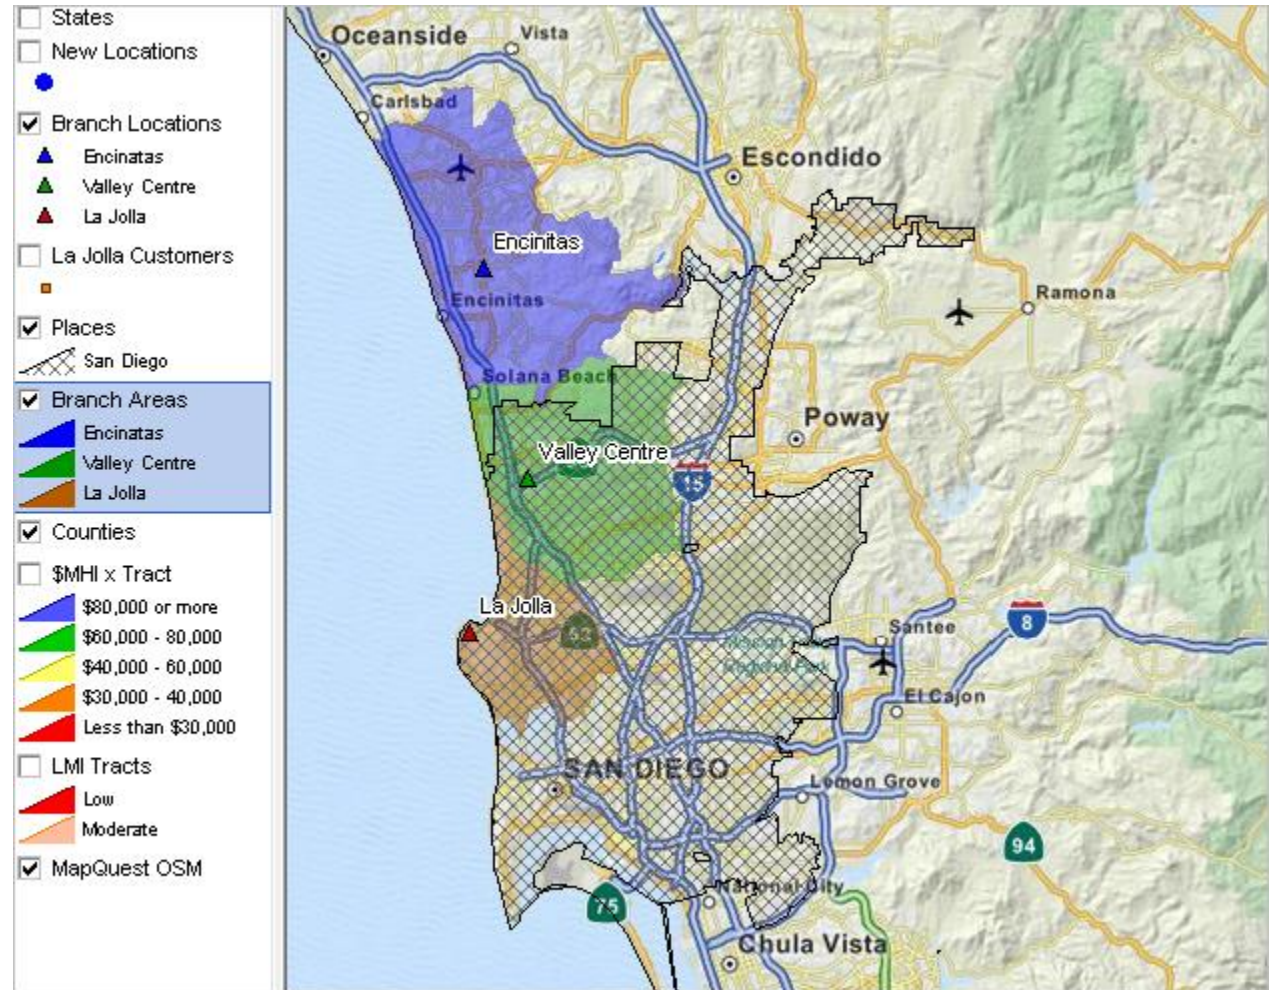 States
New Locations
Branch Locations
Encinatas
Valley Centre
La Jolla
La Jolla Customers
Places
San Diego
Branch Areas
Encinatas
Valley Centre
La Jolla
Counties
$MHI x Tract
$80,000 or more
$60,000 - 80,000
$40,000 - 60,000
$30,000 - 40,000
Less than $30,000
LMI Tracts
Low
Moderate
MapQuest OSM
Oceanside
Vista
Carlsbad
Escondido
Encinitas
Encinitas
Ramona
Solana Beach
Poway
Valley Centre
15
La Jolla
52
8
Santee
Regional Park
El Cajon
SAN DIEGO
Lemon Grove
94
National City
75
Chula Vista